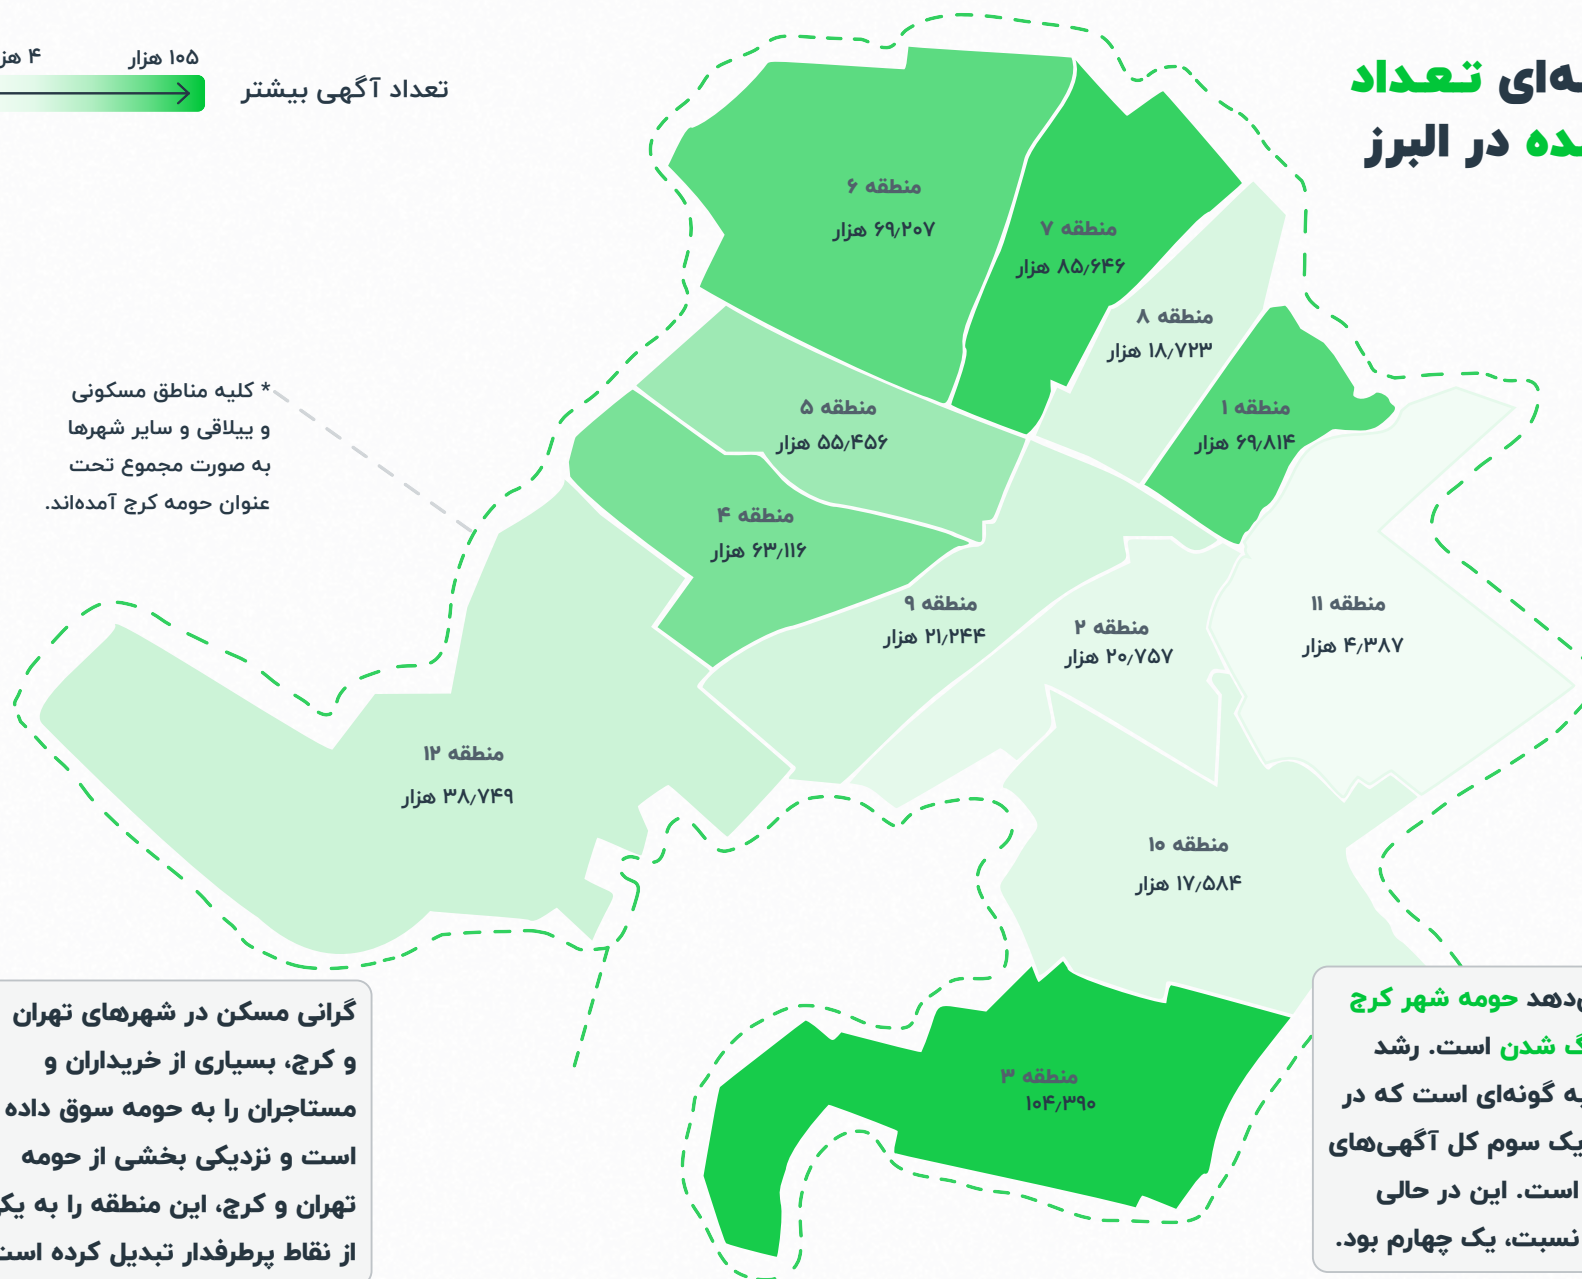 تعداد
در البرز
تعداد آگهی بیشتر
۱۰۵ هزار
۴
منطقه ۶
۶۹٫۲۰۷ هزار
منطقه ۷
۸۵٫۶۴۶ هزار
منطقه ۸
۱۸٫۷۲۳ هزار
منطقه ۱
۶۹٫۸۱۴ هزار
منطقه ۵
۵۵٫۴۵۶ هزار
منطقه ۴
۶۳٫۱۱۶ هزار
منطقه ۹
۲۱٫۲۴۴ هزار
منطقه ۲
۲۰٫۷۵۷ هزار
منطقه ۱۱
۴٫۳۸۷ هزار
منطقه ۱۲
۳۸٫۷۴۹ هزار
منطقه ۱۰
۱۷٫۵۸۴ هزار
منطقه ۳
۱۰۴٫۳۹۰
* کلیه مناطق مسکونی
و ییلاقی و سایر شهرها
به صورت مجموع تحت
عنوان حومه کرج آمده‌اند.
حومه شهر کرج
شدن است. رشد
به گونه‌ای است که در
یک سوم کل آگهی‌های
است. این در حالی
نسبت، یک چهارم بود.
گرانی مسکن در شهرهای تهران
و کرج، بسیاری از خریداران و
مستاجران را به حومه سوق داده
است و نزدیکی بخشی از حومه
تهران و کرج، این منطقه را به
از نقاط پرطرفدار تبدیل کرده است